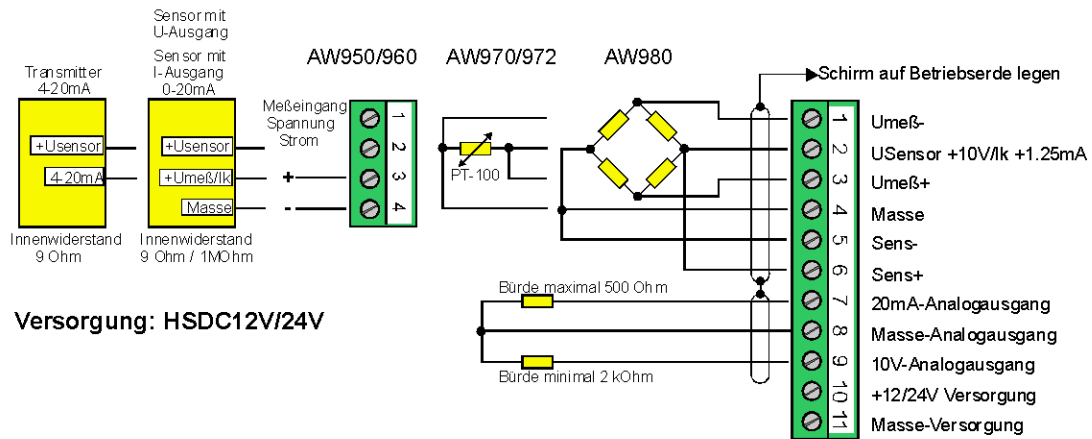 Sensor mit
U-Ausgang
Sensor mit
I-Ausgang
0-20mA
Transmitter
4-20mA
AW950/960
AW970/972
AW980
Schirm auf Betriebserde legen
Meßeingang
Spannung
Strom
+Usensor
4-20mA
+Usensor
+Umeß/Ik
Masse
+
-
1
2
3
4
PT-100
Innenwiderstand
9 Ohm
Innenwiderstand
9 Ohm / 1MOhm
Versorgung: HSDC12V/24V
Bürde maximal 500 Ohm
Bürde minimal 2 kOhm
1 Umeß-
2 USensor +10V/Ik +1.25mA
3 Umeß+
4 Masse
5 Sens-
6 Sens+
7 20mA-Analogausgang
8 Masse-Analogausgang
9 10V-Analogausgang
10 +12/24V Versorgung
11 Masse-Versorgung